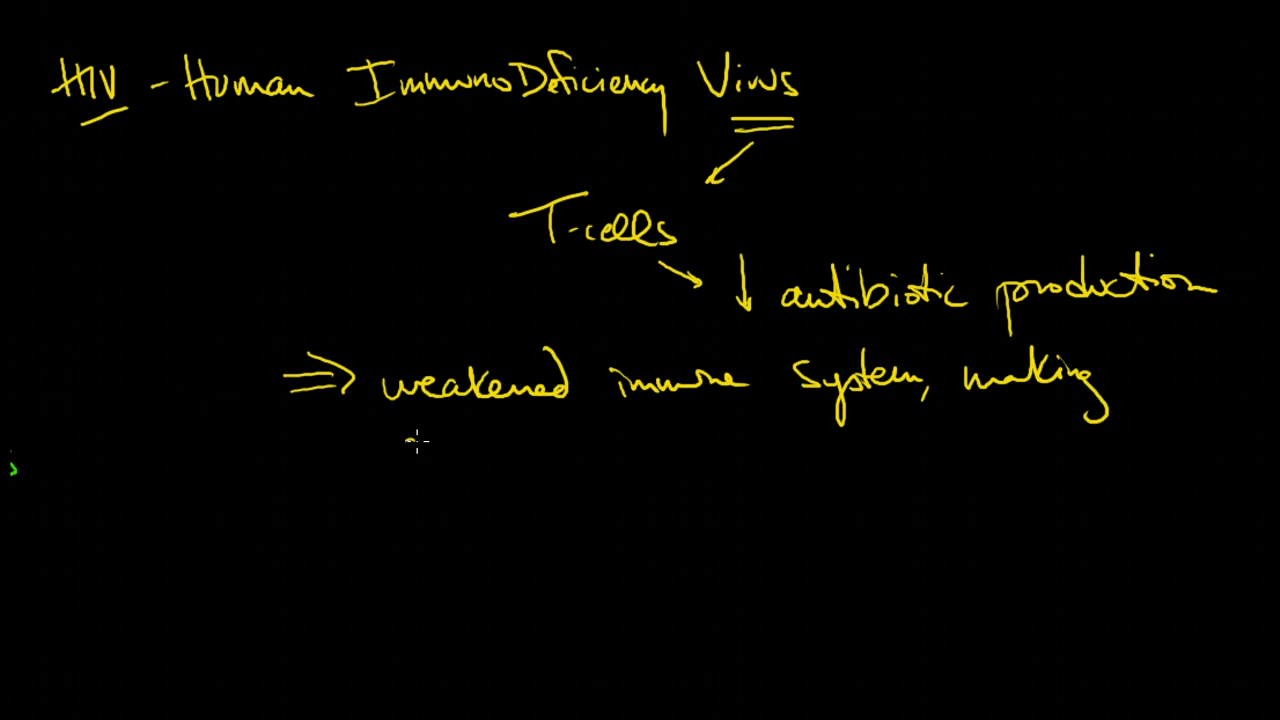 HIV - Human ImmunoDeficiency Virus
T-cells
↓ antibiotic production
⇒ weakened immune system, making
s